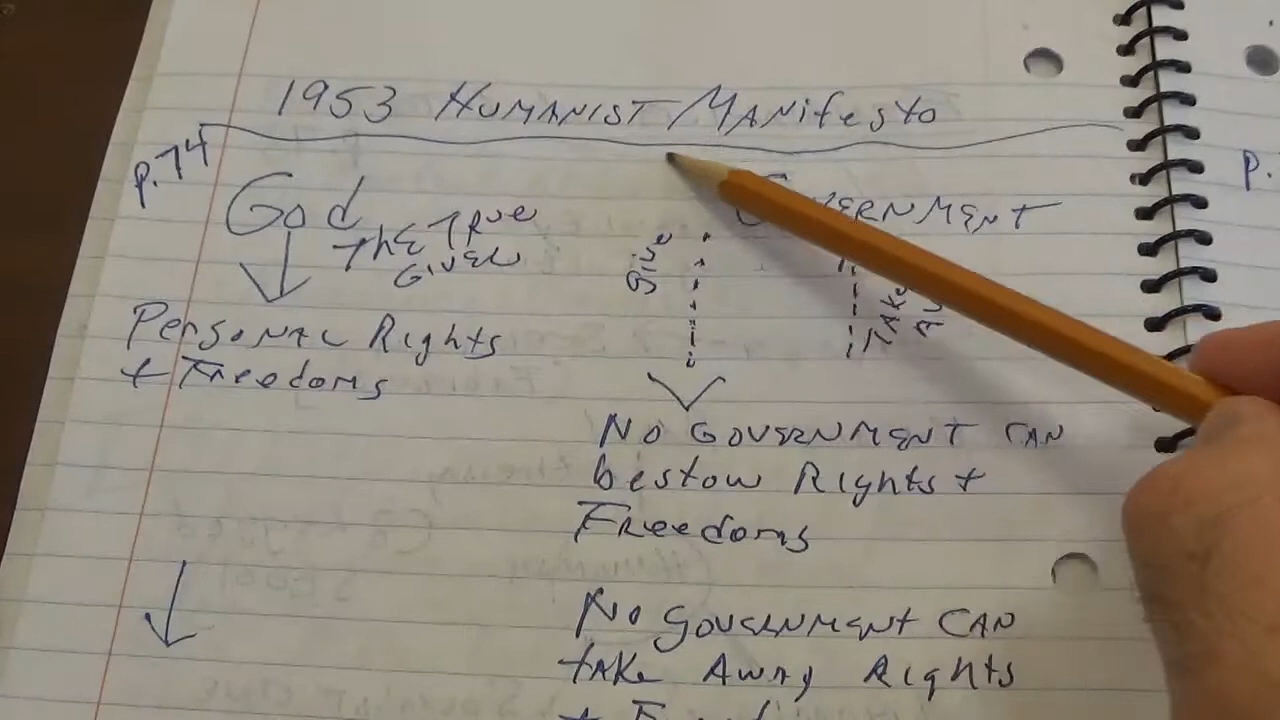 1953 Humanist Manifesto
p.74
God
The True
Giver
Personal Rights
+ Freedoms
Government
give
Take
No Government can
bestow Rights +
Freedoms
No government can
take Away Rights
+
p.